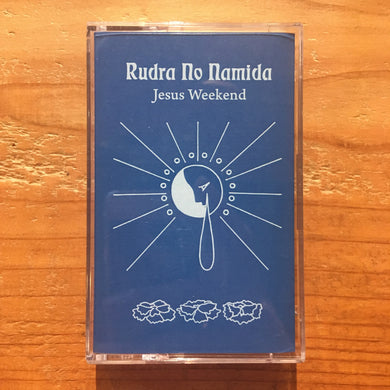 Rudra No Namida
Jesus Weekend